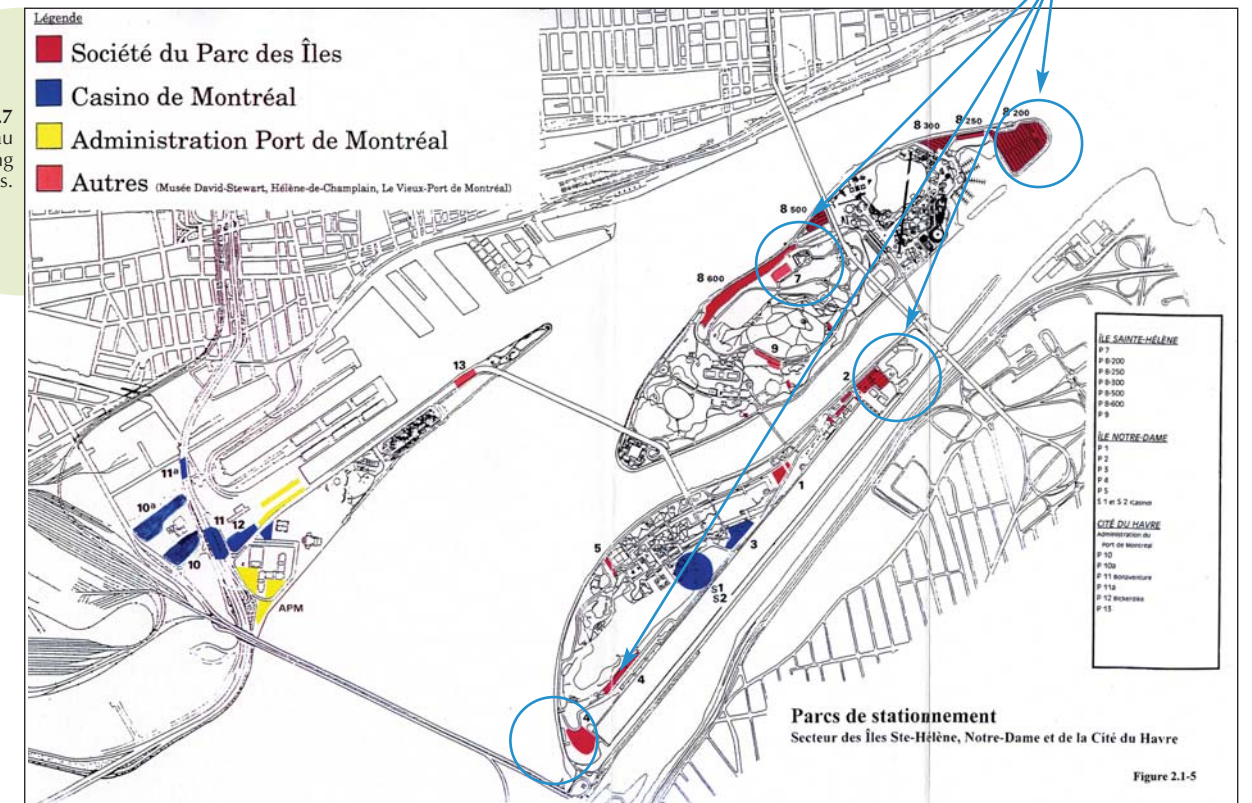 Légende
Société du Parc des Îles
Casino de Montréal
Administration Port de Montréal
Autres (Musée David-Stewart, Hélène-de-Champlain, Le Vieux-Port de Montréal)
.7
au
ng
s.
8 200
8 250
8 300
8 500
8 600
7
9
2
13
1
11a
10a
11
12
10
3
5
S1
S2
APM
4
4
ÎLE SAINTE-HÉLÈNE
P 7
P 8-200
P 8-250
P 8-300
P 8-500
P 8-600
P 9
ÎLE NOTRE-DAME
P 1
P 2
P 3
P 4
P 5
S 1 et S 2 (Casino)
CITÉ DU HAVRE
Administration du
Port de Montréal
P 10
P 10a
P 11 Bonaventure
P 11a
P 12 Bickerdike
P 13
Parcs de stationnement
Secteur des Îles Ste-Hélène, Notre-Dame et de la Cité du Havre
Figure 2.1-5